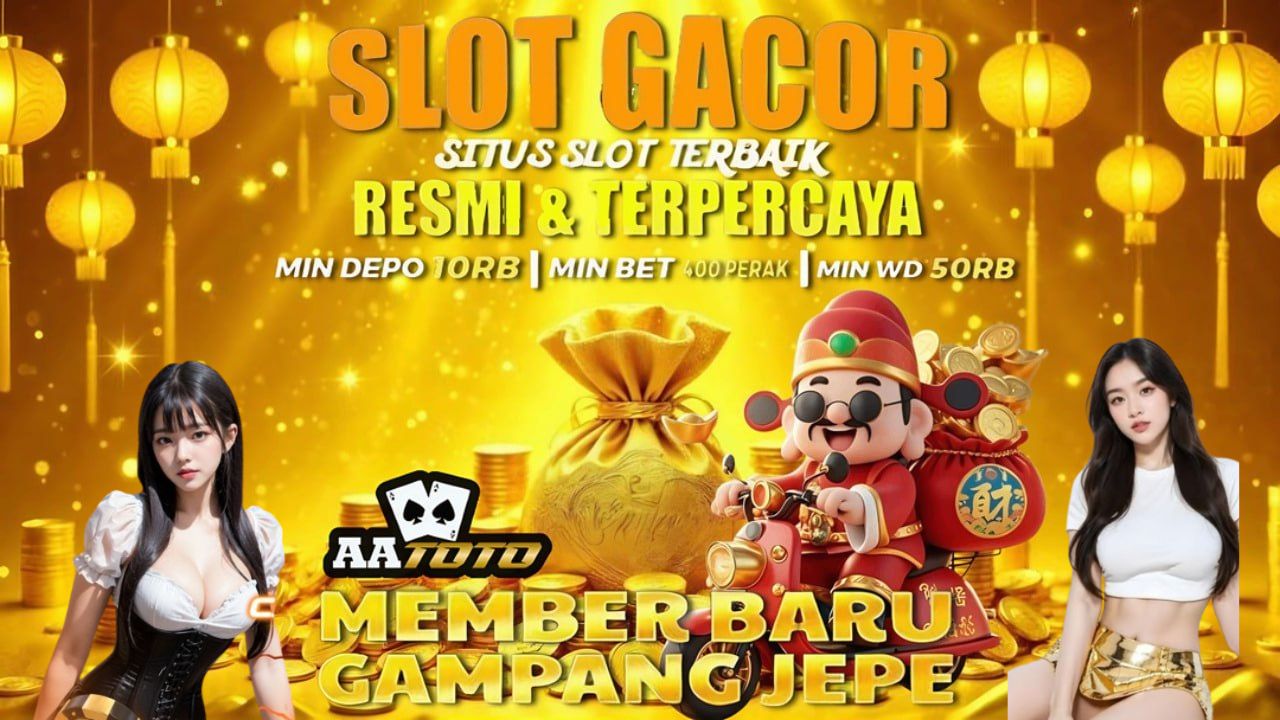 SLOT GACOR
SITUS SLOT TERBAIK
RESMI & TERPERCAYA
MIN DEPO 10RB | MIN BET 400 PERAK | MIN WD 50RB
財
AATOTO
MEMBER BARU
GAMPANG JEPE